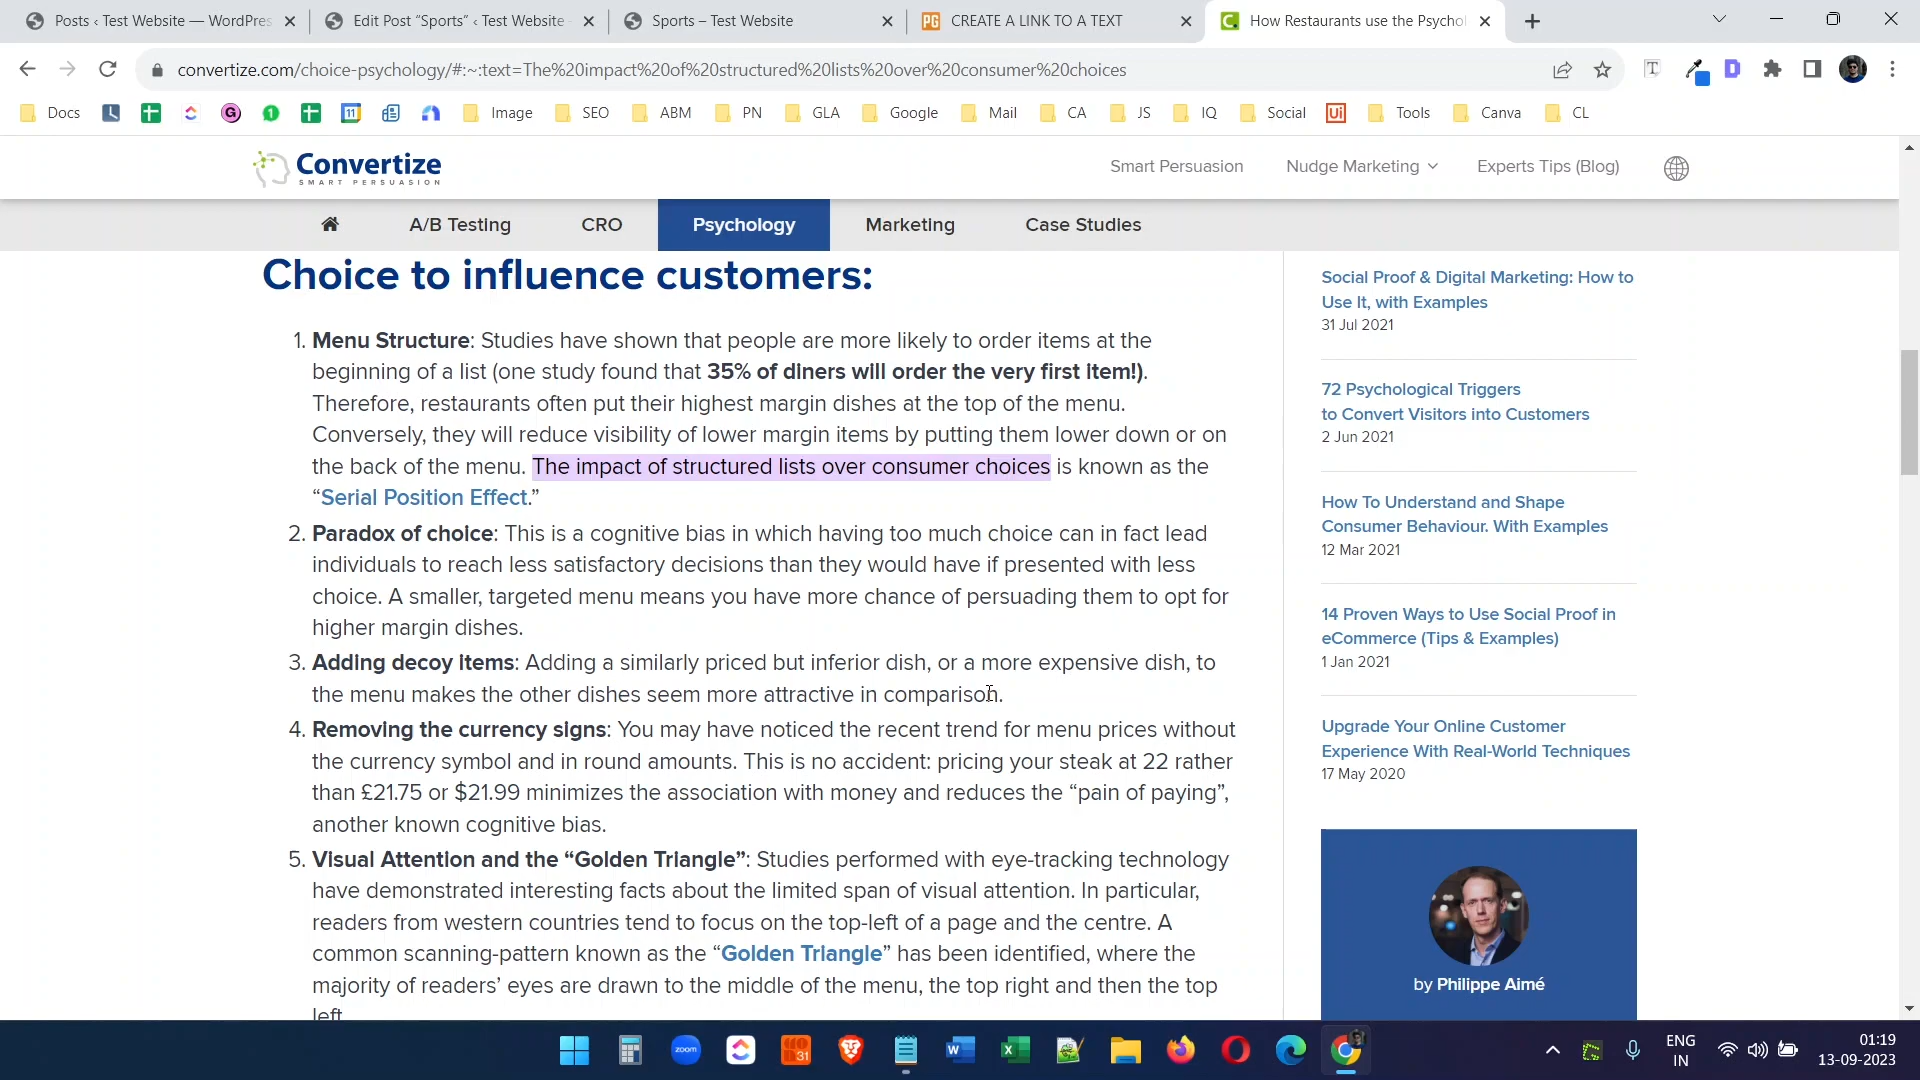 Posts ‹ Test Website — WordPres
Edit Post “Sports” ‹ Test Website
Sports – Test Website
PG
CREATE A LINK TO A TEXT
C.
How Restaurants use the Psychol
convertize.com/choice-psychology/#:~:text=The%20impact%20of%20structured%20lists%20over%20consumer%20choices
Docs
G
1
11
Image
SEO
ABM
PN
GLA
Google
Mail
CA
JS
IQ
Social
Ui
Tools
Canva
CL
Convertize
SMART PERSUASION
Smart Persuasion
Nudge Marketing
Experts Tips (Blog)
A/B Testing
CRO
Psychology
Marketing
Case Studies
Choice to influence customers:
1. Menu Structure: Studies have shown that people are more likely to order items at the
beginning of a list (one study found that 35% of diners will order the very first item!).
Therefore, restaurants often put their highest margin dishes at the top of the menu.
Conversely, they will reduce visibility of lower margin items by putting them lower down or on
the back of the menu. The impact of structured lists over consumer choices is known as the
“Serial Position Effect.”
2. Paradox of choice: This is a cognitive bias in which having too much choice can in fact lead
individuals to reach less satisfactory decisions than they would have if presented with less
choice. A smaller, targeted menu means you have more chance of persuading them to opt for
higher margin dishes.
3. Adding decoy items: Adding a similarly priced but inferior dish, or a more expensive dish, to
the menu makes the other dishes seem more attractive in comparison.
4. Removing the currency signs: You may have noticed the recent trend for menu prices without
the currency symbol and in round amounts. This is no accident: pricing your steak at 22 rather
than £21.75 or $21.99 minimizes the association with money and reduces the “pain of paying”,
another known cognitive bias.
5. Visual Attention and the “Golden Triangle”: Studies performed with eye-tracking technology
have demonstrated interesting facts about the limited span of visual attention. In particular,
readers from western countries tend to focus on the top-left of a page and the centre. A
common scanning-pattern known as the “Golden Triangle” has been identified, where the
majority of readers’ eyes are drawn to the middle of the menu, the top right and then the top
left.
Social Proof & Digital Marketing: How to
Use It, with Examples
31 Jul 2021
72 Psychological Triggers
to Convert Visitors into Customers
2 Jun 2021
How To Understand and Shape
Consumer Behaviour. With Examples
12 Mar 2021
14 Proven Ways to Use Social Proof in
eCommerce (Tips & Examples)
1 Jan 2021
Upgrade Your Online Customer
Experience With Real-World Techniques
17 May 2020
by Philippe Aimé
zoom
31
ENG
IN
01:19
13-09-2023